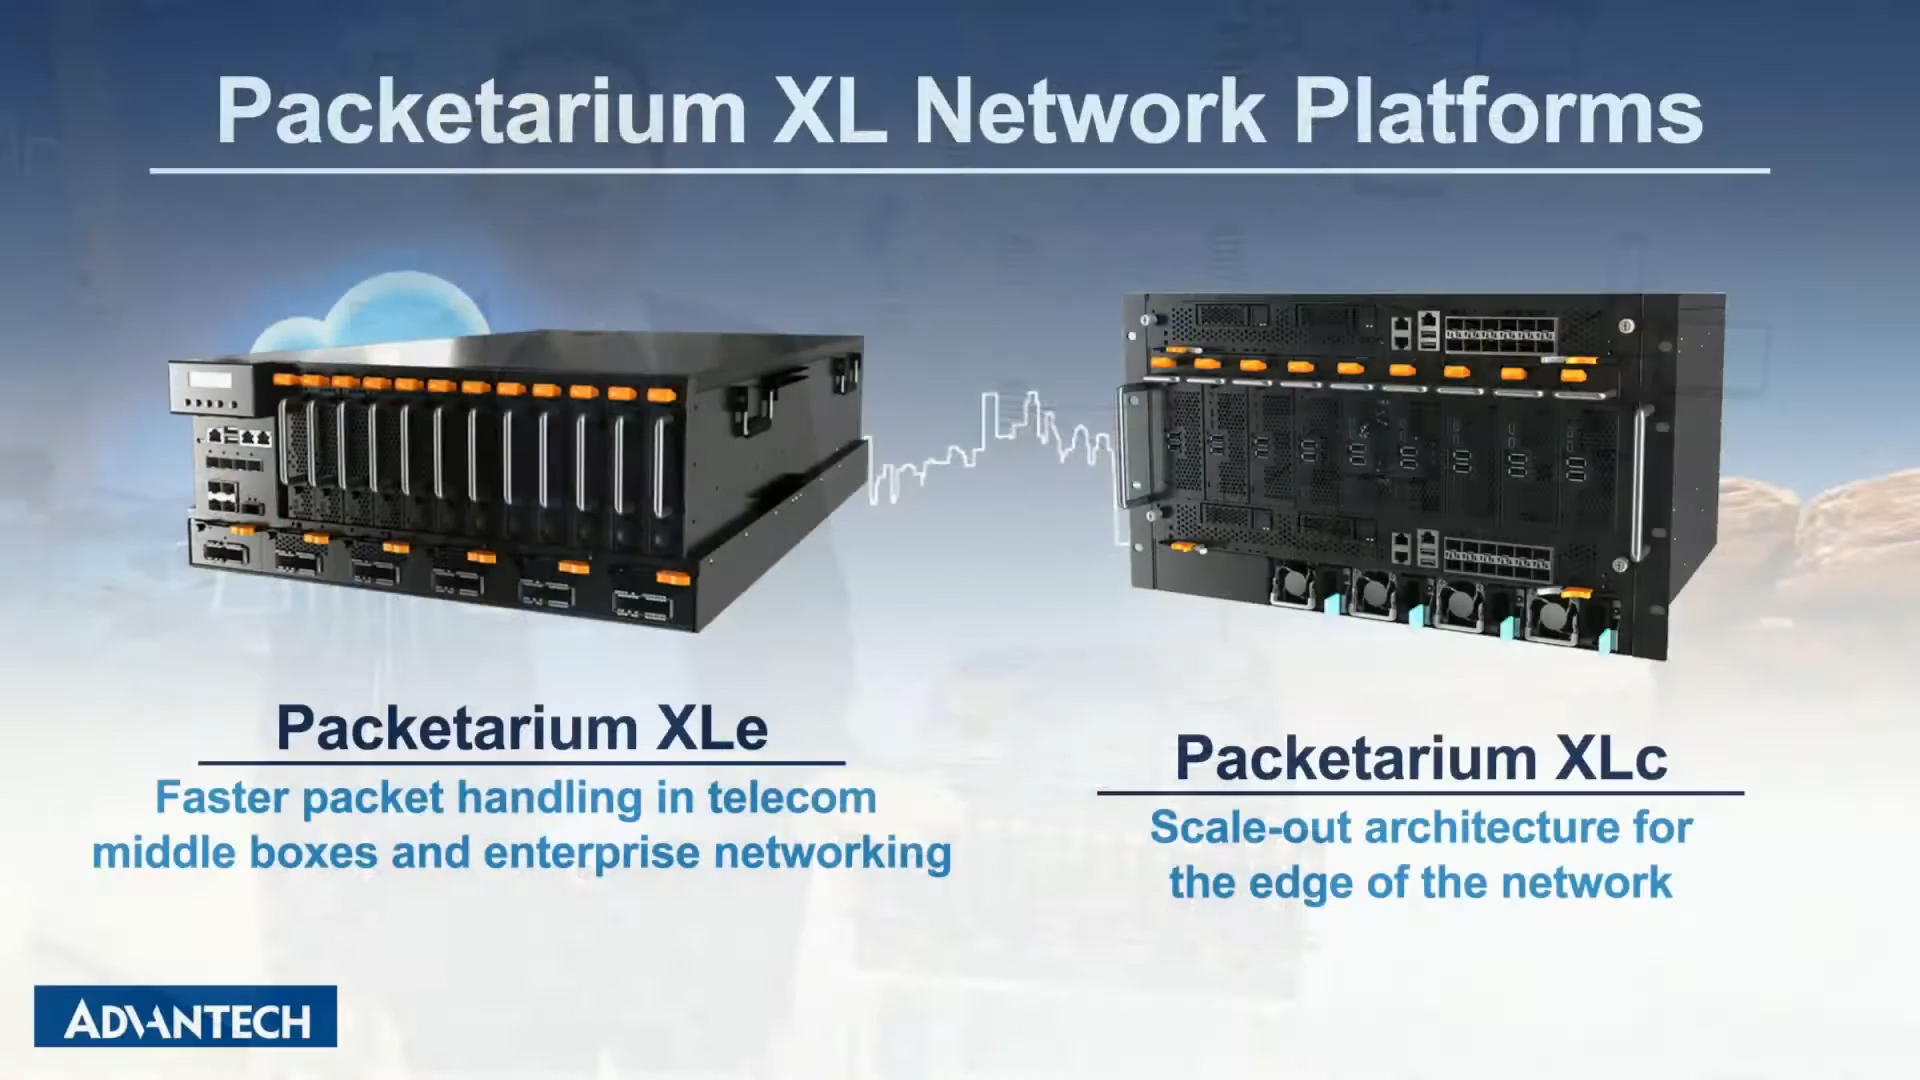 Packetarium XL Network Platforms
Packetarium XLe
Faster packet handling in telecom
middle boxes and enterprise networking
Packetarium XLc
Scale-out architecture for
the edge of the network
ADVANTECH